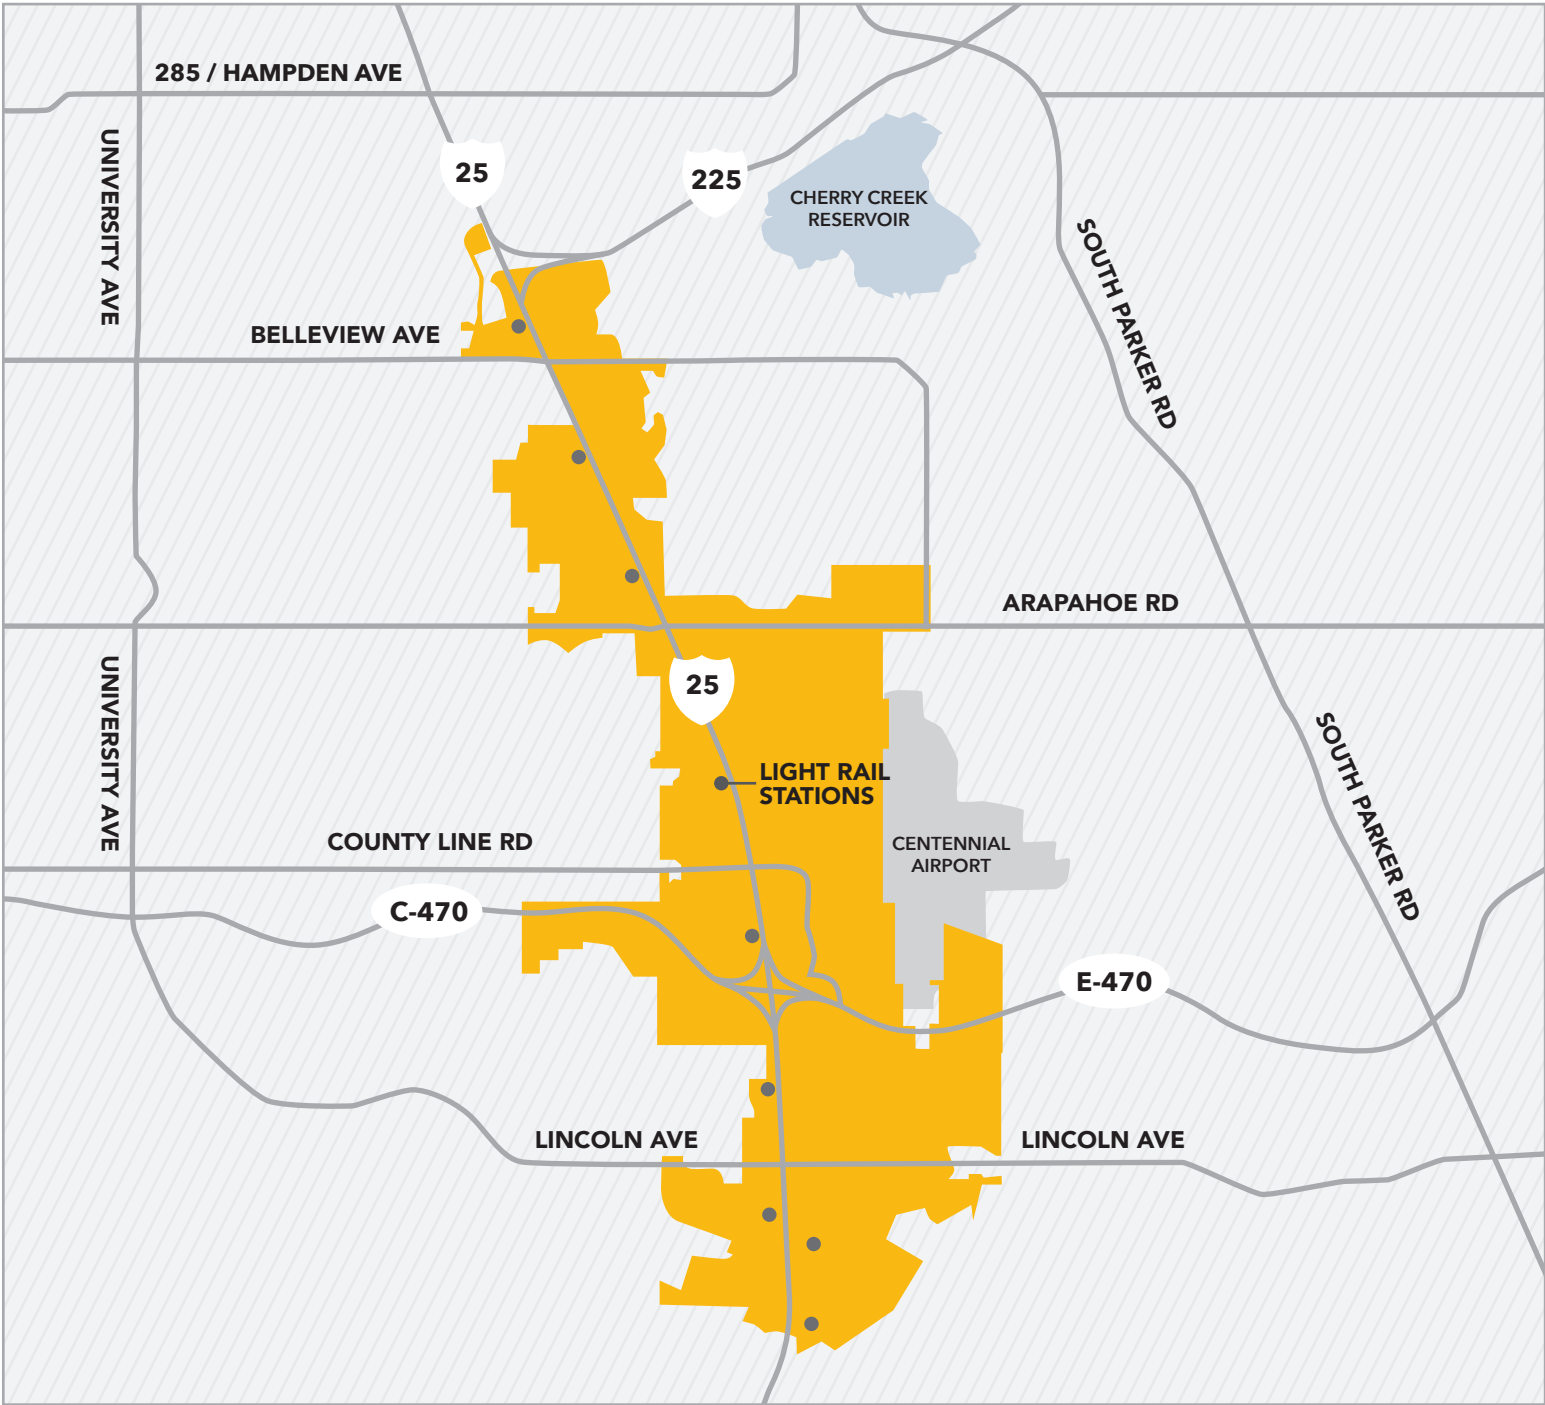 285 / HAMPDEN AVE
UNIVERSITY AVE
25
225
CHERRY CREEK
RESERVOIR
SOUTH PARKER RD
BELLEVIEW AVE
ARAPAHOE RD
UNIVERSITY AVE
25
SOUTH PARKER RD
LIGHT RAIL
STATIONS
COUNTY LINE RD
CENTENNIAL
AIRPORT
C-470
E-470
LINCOLN AVE
LINCOLN AVE